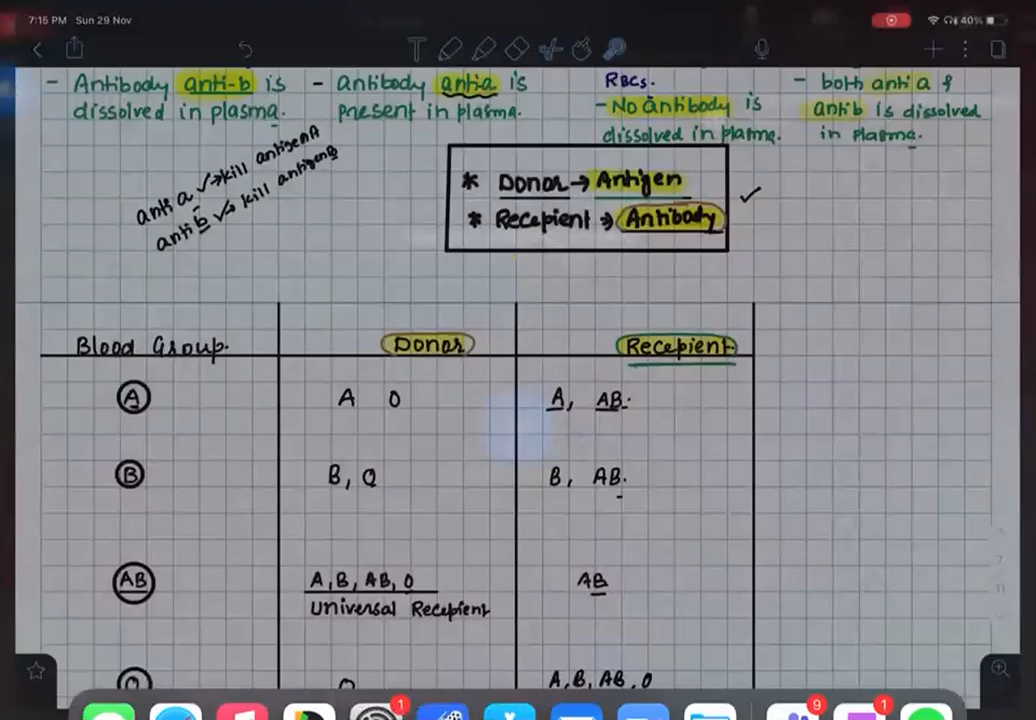 7:15 PM Sun 29 Nov
40%
- Antibody anti-b is
dissolved in plasma.
- antibody antia is
present in plasma.
RBCs.
- No antibody is
dissolved in plasma.
- both anti a &
antib is dissolved
in plasma.
anti a → kill antigen A
anti b → kill antigen B
* Donor → Antigen
* Recepient → Antibody
Blood Group. Donor Recepient.
A A O A, AB.
B B, O B, AB.
AB A, B, AB, O AB
Universal Recepient
O O A, B, AB, O
1 9 1